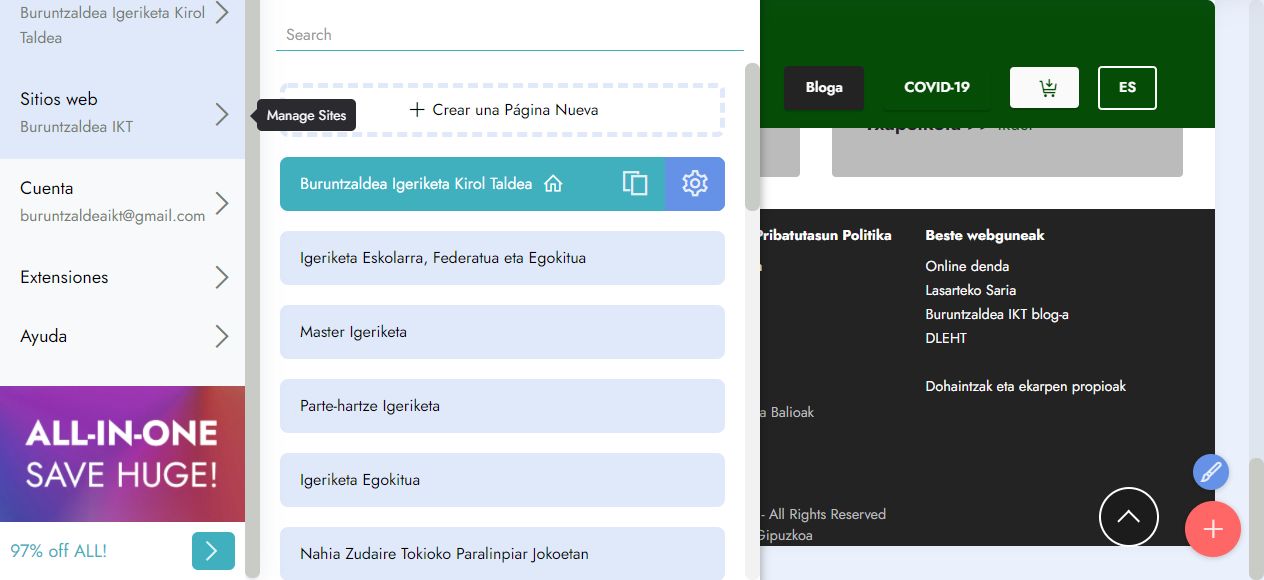 Buruntzaldea Igeriketa Kirol
Taldea
Sitios web
Buruntzaldea IKT
Manage Sites
Cuenta
buruntzaldeaikt@gmail.com
Extensiones
Ayuda
ALL-IN-ONE
SAVE HUGE!
97% off ALL!
Search
+ Crear una Página Nueva
Buruntzaldea Igeriketa Kirol Taldea
Igeriketa Eskolarra, Federatua eta Egokitua
Master Igeriketa
Parte-hartze Igeriketa
Igeriketa Egokitua
Nahia Zudaire Tokioko Paralinpiar Jokoetan
Bloga
COVID-19
ES
Pribatutasun Politika
a Balioak
- All Rights Reserved
Gipuzkoa
Beste webguneak
Online denda
Lasarteko Saria
Buruntzaldea IKT blog-a
DLEHT
Dohaintzak eta ekarpen propioak